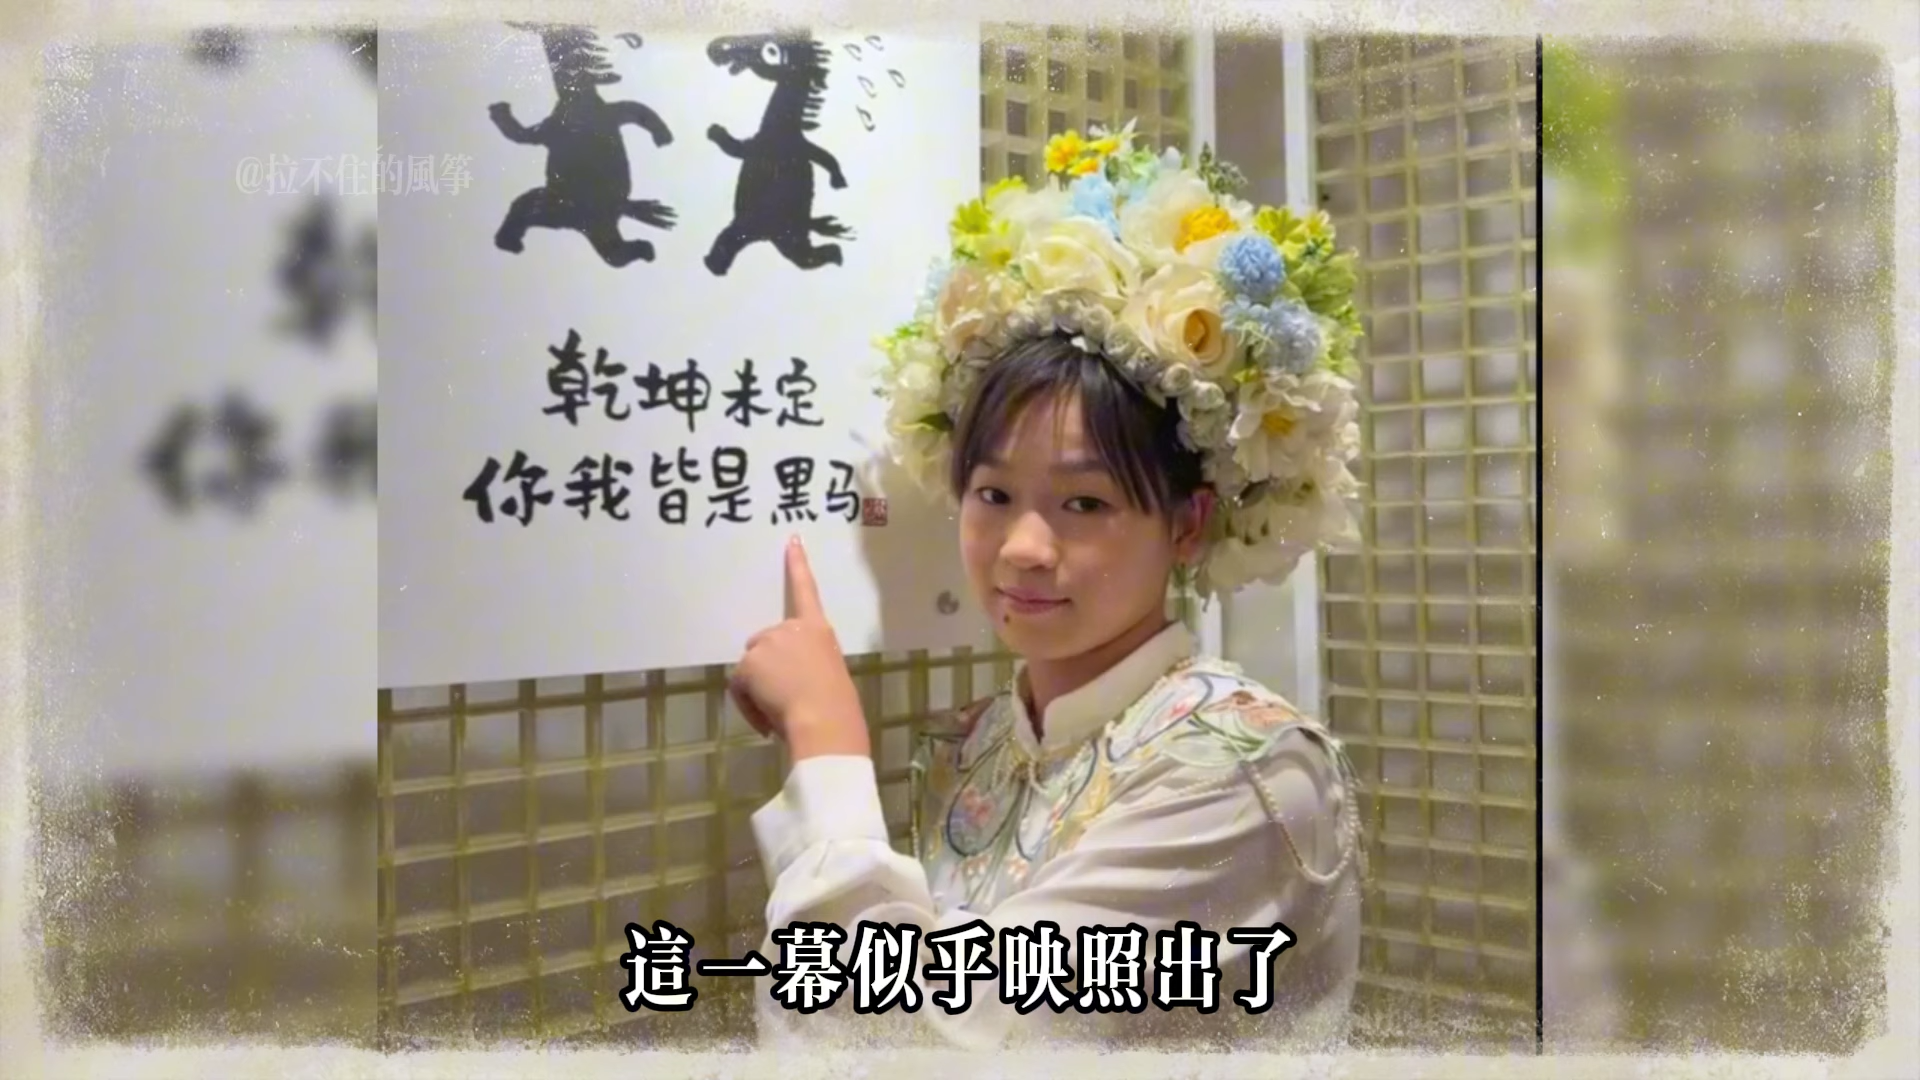 @拉不住的風筝
乾坤未定
你我皆是黑马
這一幕似乎映照出了